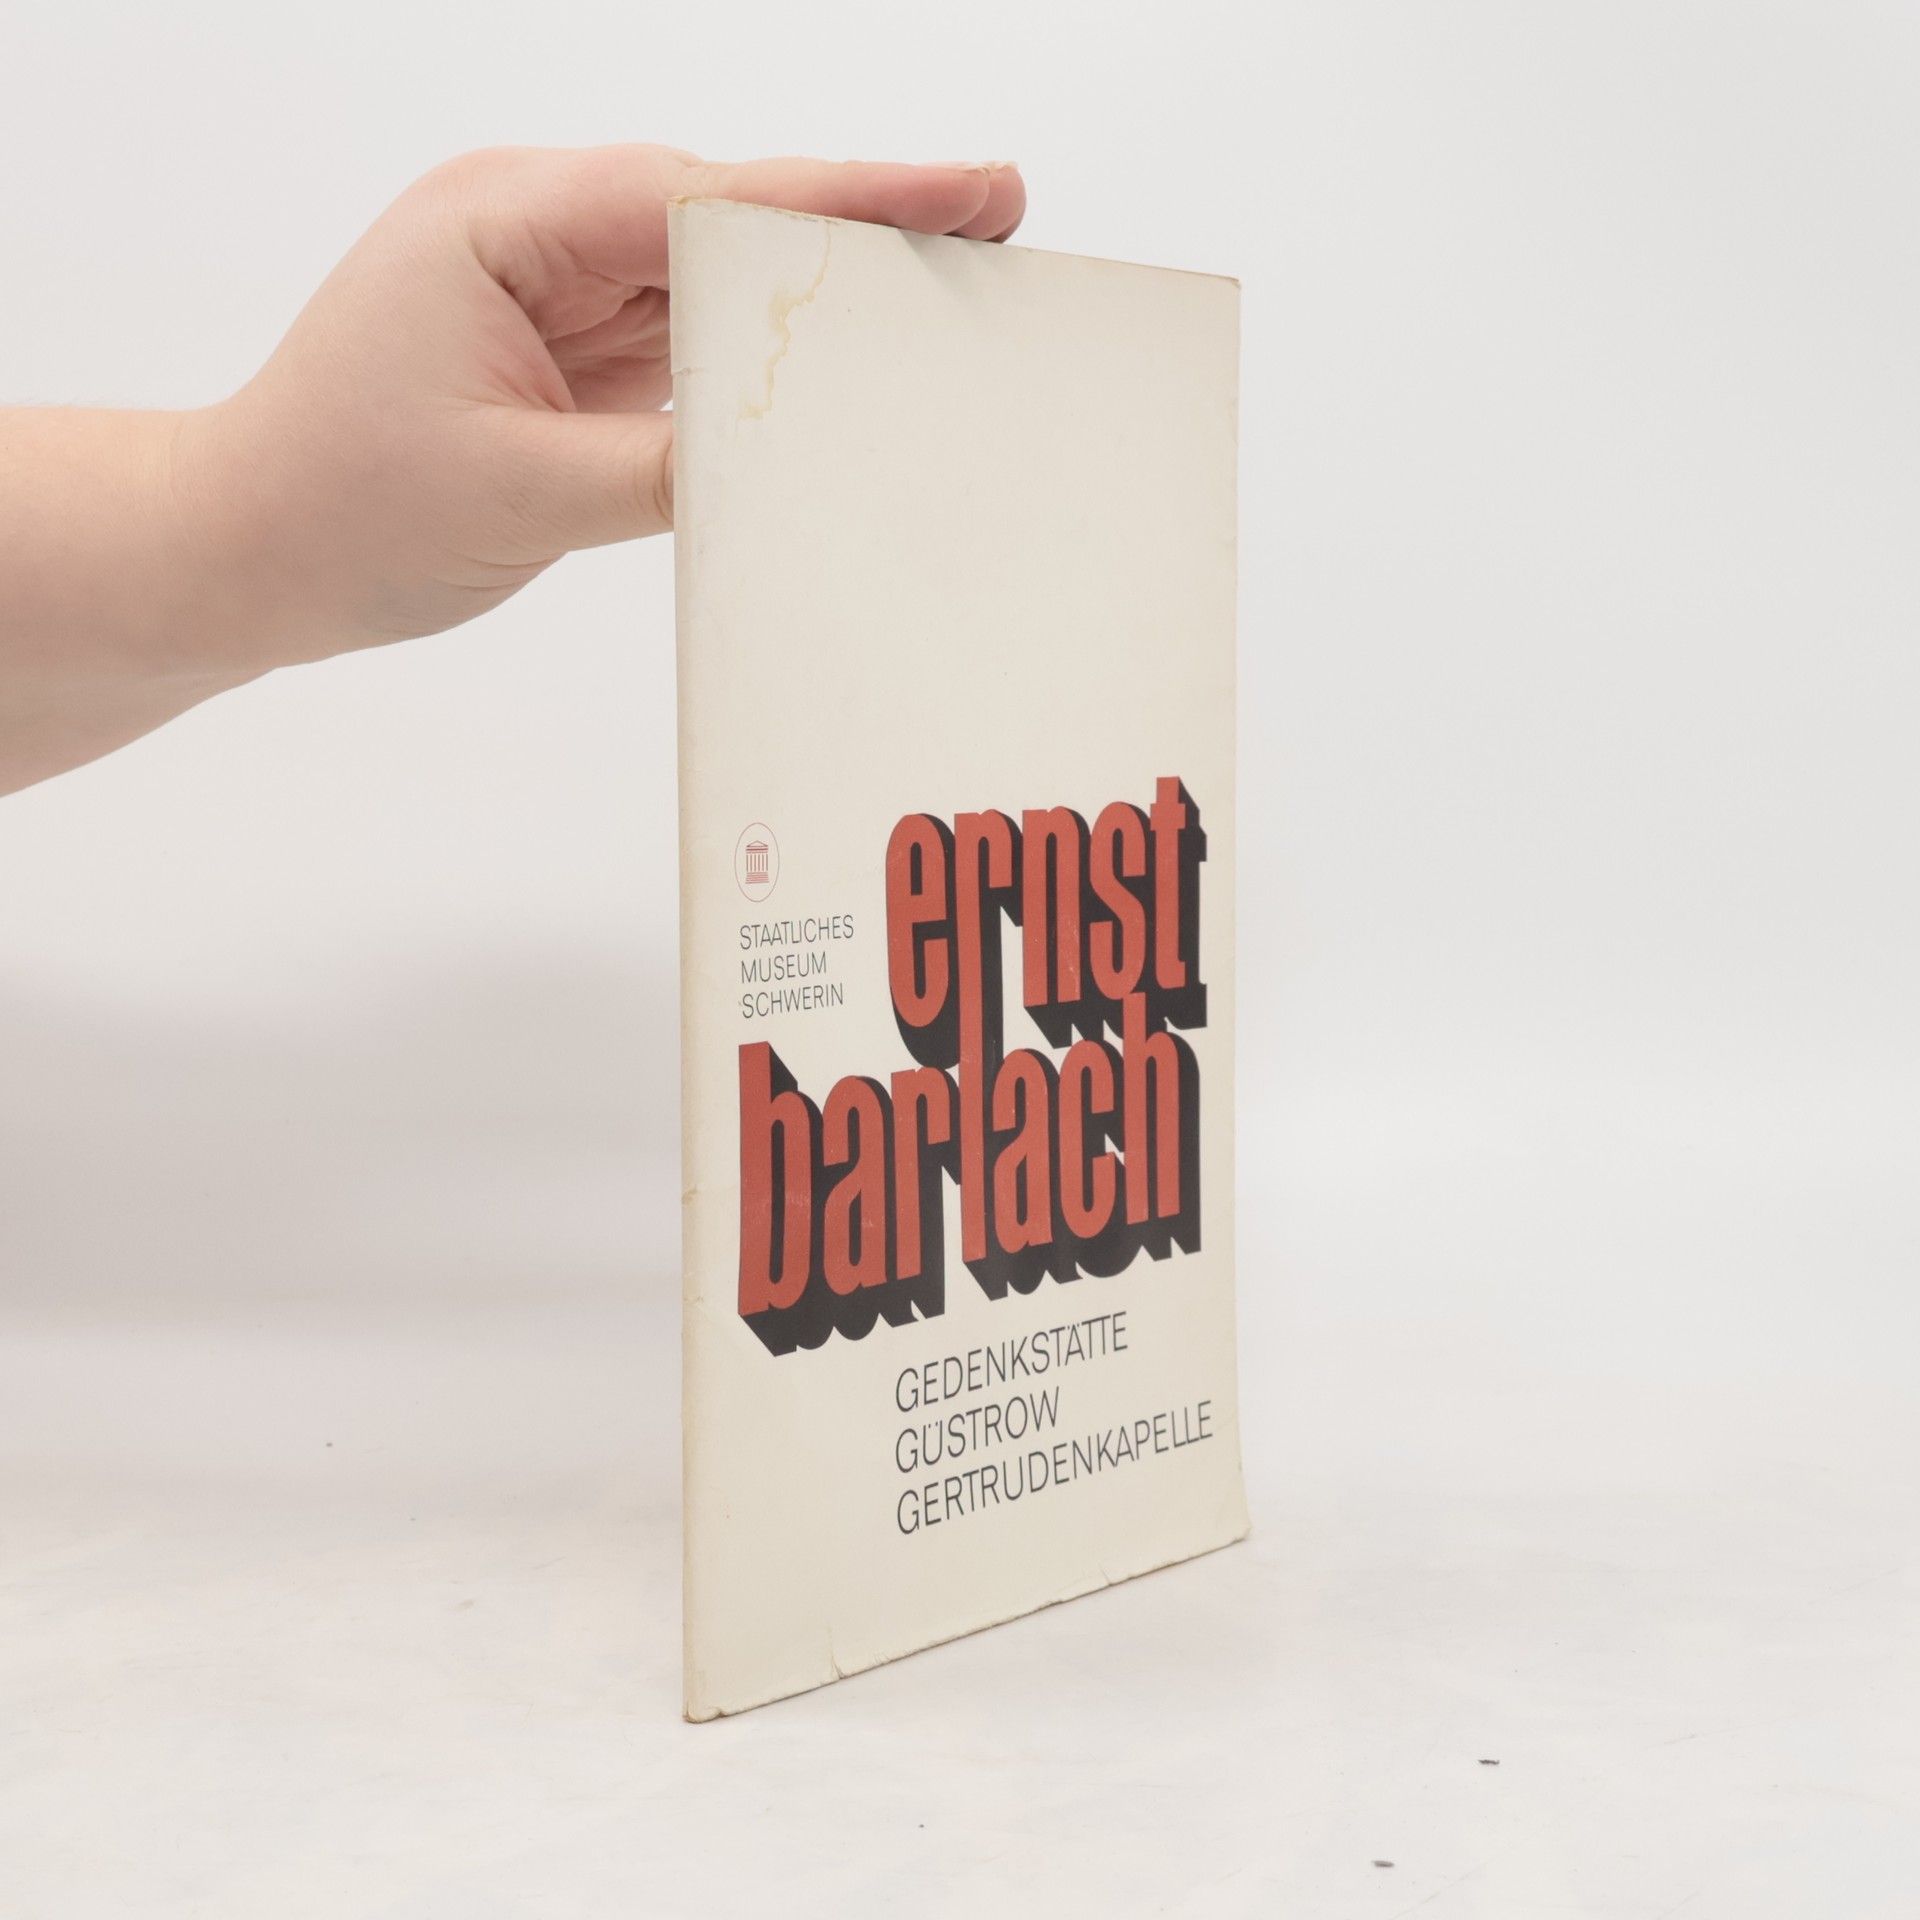 STAATLICHES
MUSEUM
SCHWERIN
ernst
barlach
GEDENKSTÄTTE
GÜSTROW
GERTRUDENKAPELLE